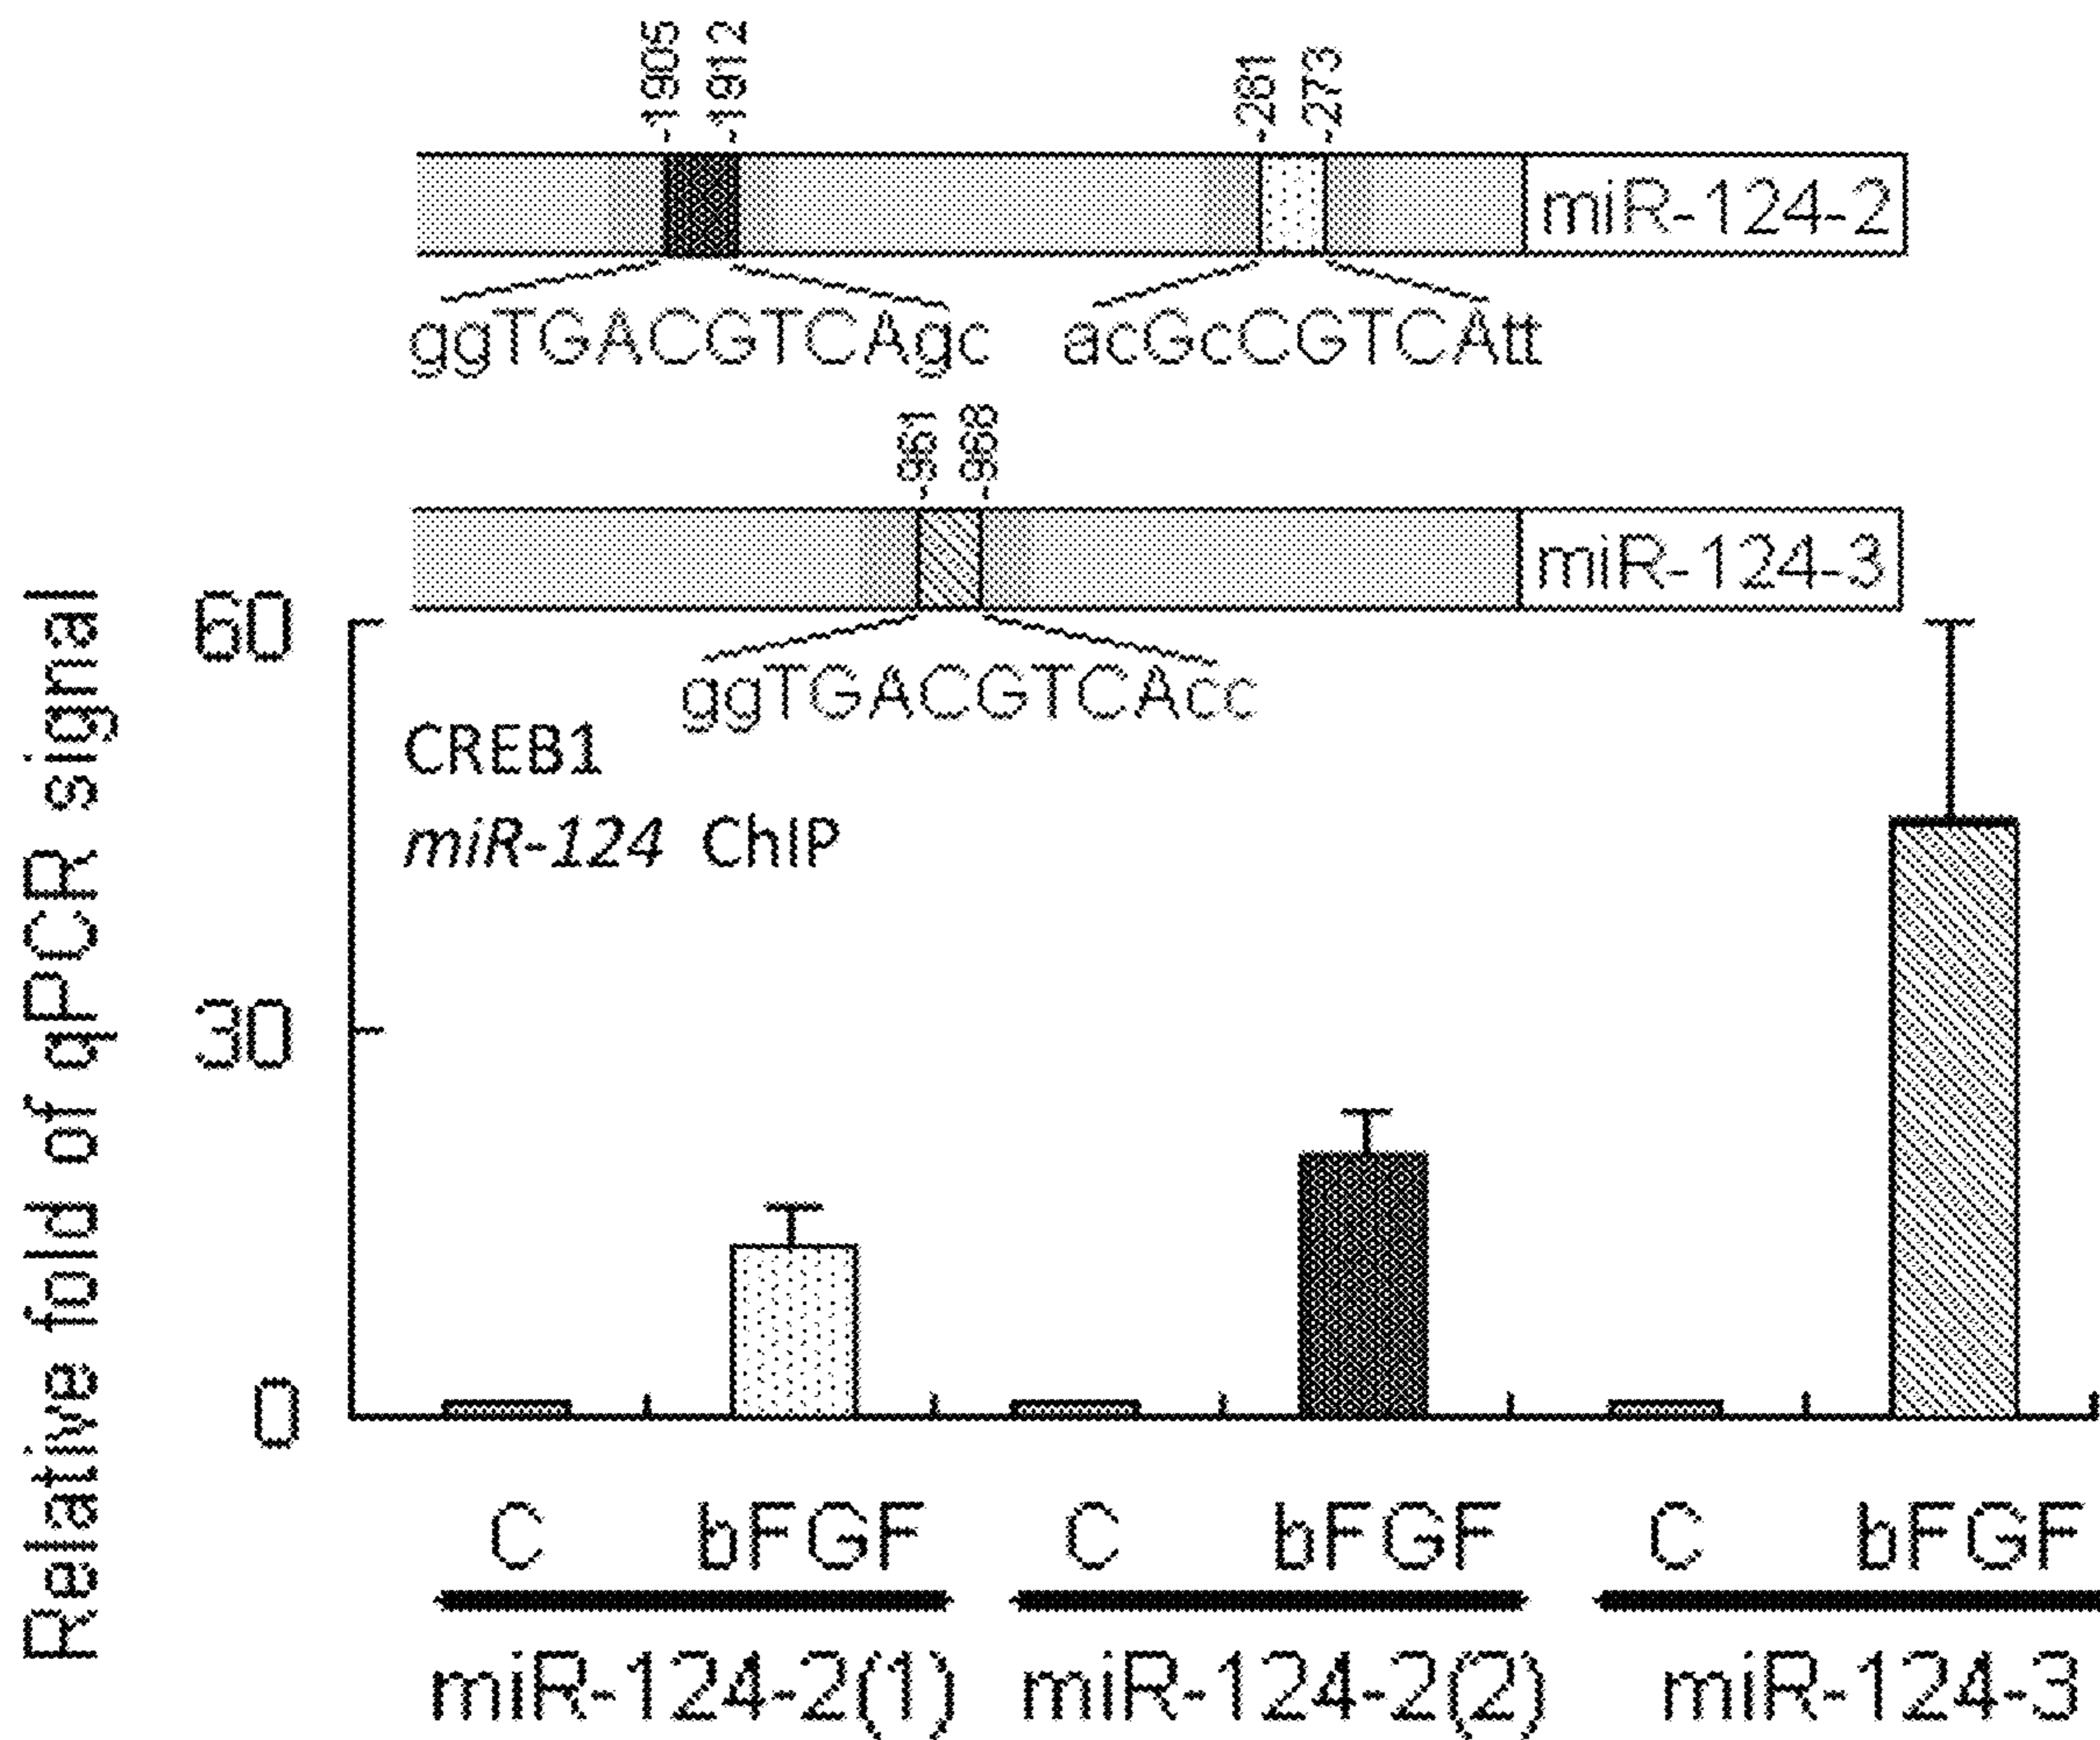 -1905 -1912 -281 -273
miR-124-2
ggTGACGTCAgc acGcCGTCAtt
miR-124-3
ggTGACGTCAcc
CREB1
miR-124 ChIP
Relative fold of qPCR signal
60
30
0
C bFGF C bFGF C bFGF
miR-124-2(1) miR-124-2(2) miR-124-3